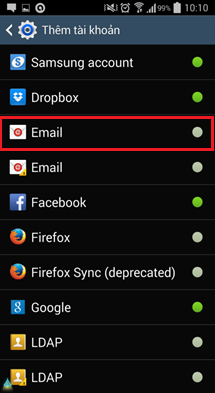 99% 10:10
Thêm tài khoản
Samsung account
Dropbox
Email
Email
Facebook
Firefox
Firefox Sync (deprecated)
Google
LDAP
LDAP